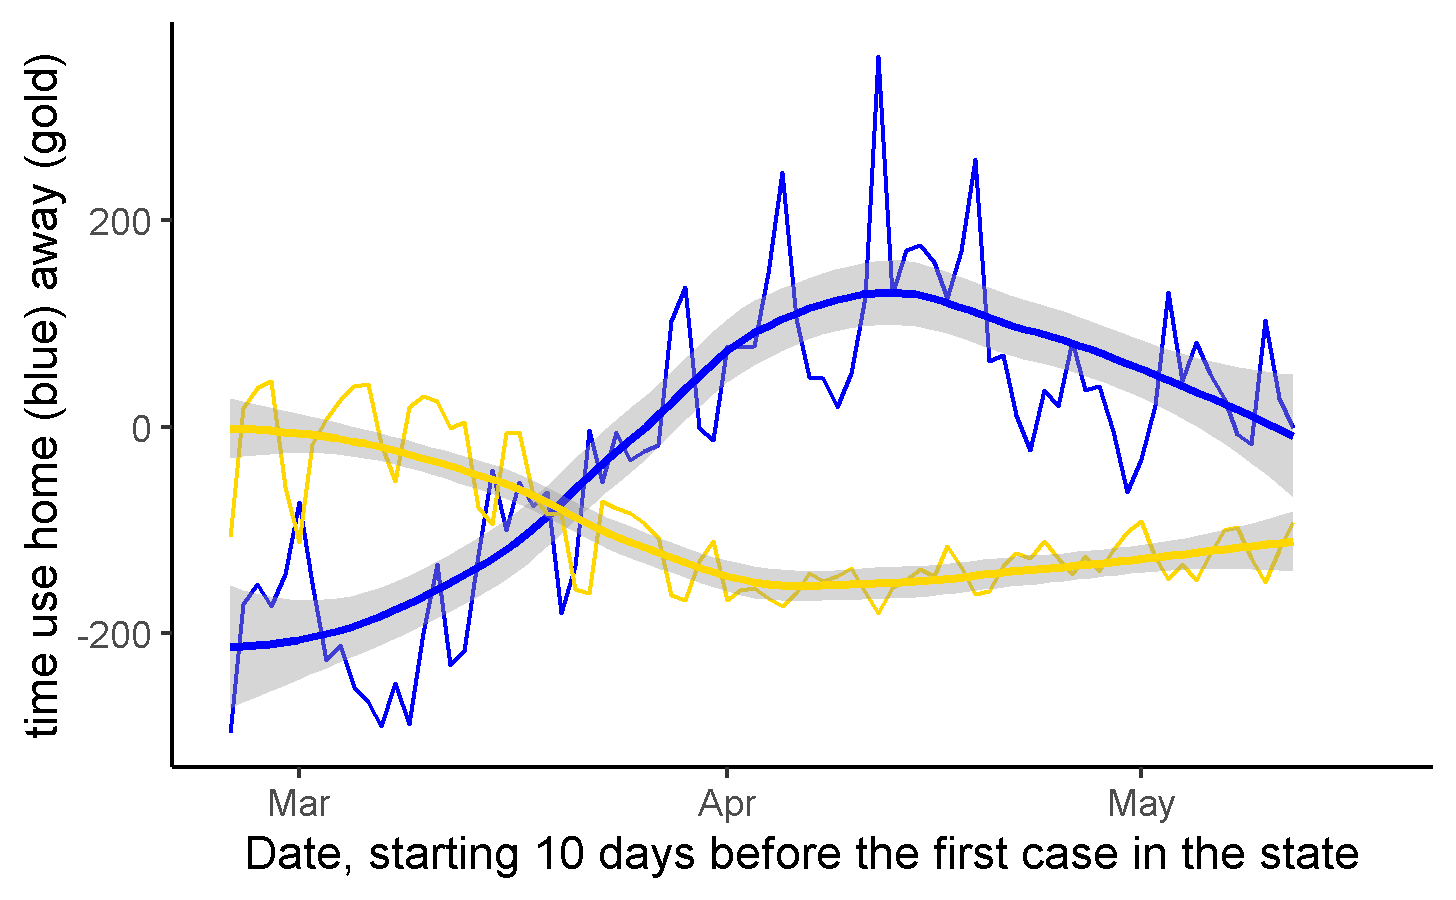 time use home (blue) away (gold)
200
0
-200
Mar
Apr
May
Date, starting 10 days before the first case in the state